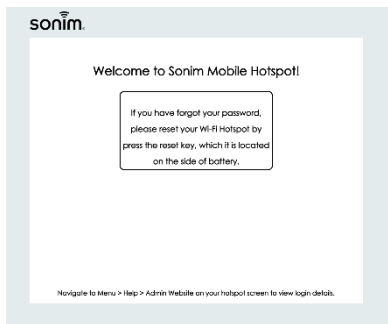 sonim.
Welcome to Sonim Mobile Hotspot!
If you have forgot your password,
please reset your Wi-Fi Hotspot by
press the reset key, which it is located
on the side of battery.
Navigate to Menu > Help > Admin Website on your hotspot screen to view login details.